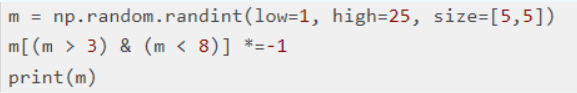 m = np.random.randint(low=1, high=25, size=[5,5])
m[(m > 3) & (m < 8)] *=-1
print(m)